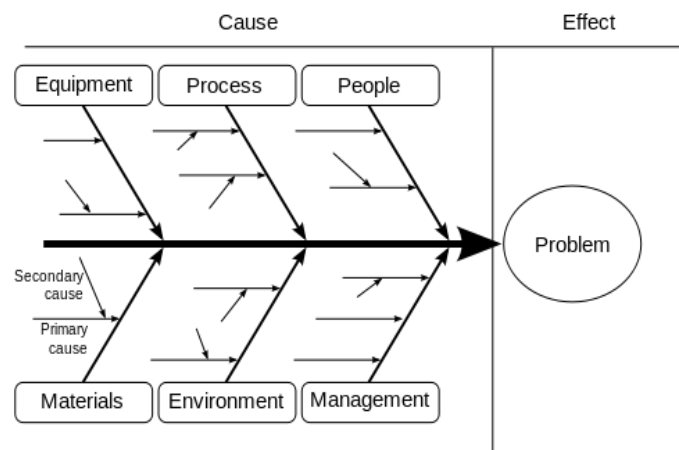 Cause
Effect
Equipment
Process
People
Problem
Secondary
cause
Primary
cause
Materials
Environment
Management